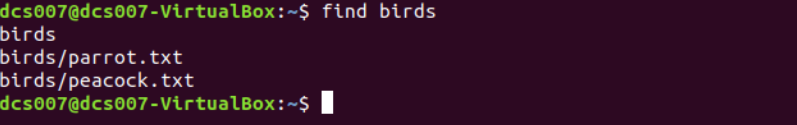 dcs007@dcs007-VirtualBox:~$ find birds
birds
birds/parrot.txt
birds/peacock.txt
dcs007@dcs007-VirtualBox:~$